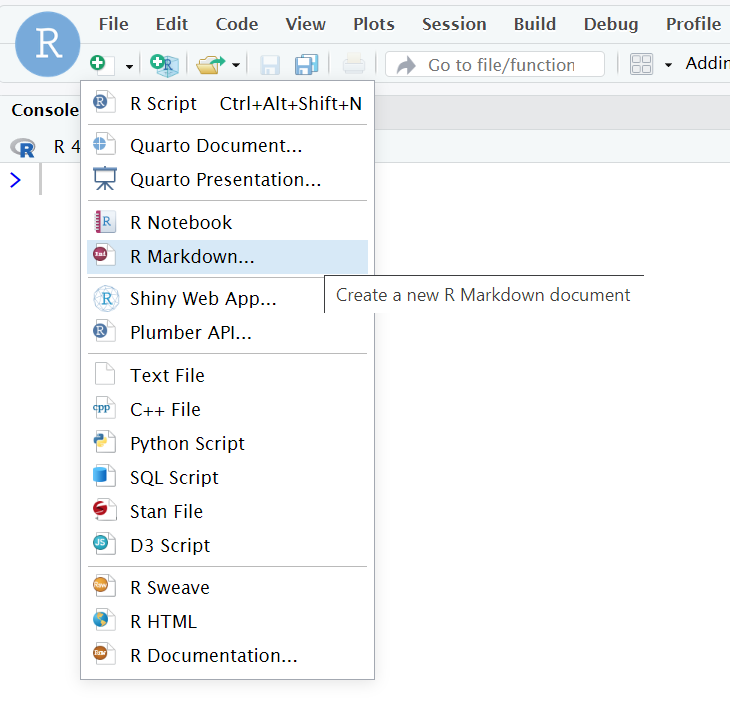 R File Edit Code View Plots Session Build Debug Profile
Go to file/function Addin
Console
R 4
>
R Script Ctrl+Alt+Shift+N
Quarto Document...
Quarto Presentation...
R Notebook
R Markdown...
Create a new R Markdown document
Shiny Web App...
Plumber API...
Text File
C++ File
Python Script
SQL Script
Stan File
D3 Script
R Sweave
R HTML
R Documentation...